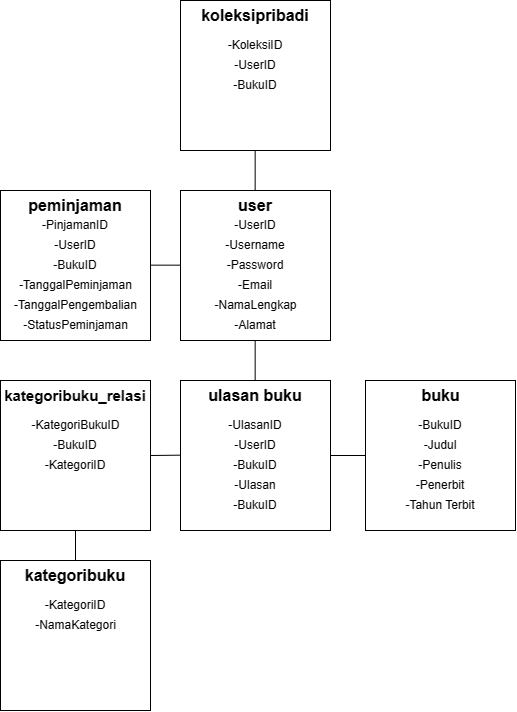 koleksipribadi
-KoleksiID
-UserID
-BukuID
peminjaman
-PinjamanID
-UserID
-BukuID
-TanggalPeminjaman
-TanggalPengembalian
-StatusPeminjaman
user
-UserID
-Username
-Password
-Email
-NamaLengkap
-Alamat
kategoribuku_relasi
-KategoriBukuID
-BukuID
-KategoriID
ulasan buku
-UlasanID
-UserID
-BukuID
-Ulasan
-BukuID
buku
-BukuID
-Judul
-Penulis
-Penerbit
-Tahun Terbit
kategoribuku
-KategoriID
-NamaKategori